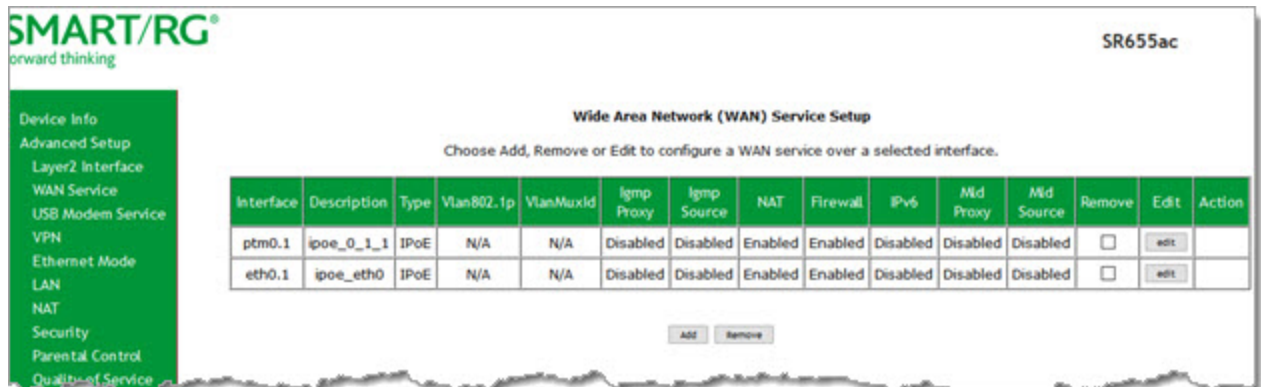 SMART/RG®
orward thinking
SR655ac
Device Info
Advanced Setup
Layer2 Interface
WAN Service
USB Modem Service
VPN
Ethernet Mode
LAN
NAT
Security
Parental Control
Quality of Service
Wide Area Network (WAN) Service Setup
Choose Add, Remove or Edit to configure a WAN service over a selected interface.
Interface Description Type Vlan802.1p VlanMuxId Igmp Proxy Igmp Source NAT Firewall IPv6 Mld Proxy Mld Source Remove Edit Action
ptm0.1 ipoe_0_1_1 IPoE N/A N/A Disabled Disabled Enabled Enabled Disabled Disabled Disabled edit
eth0.1 ipoe_eth0 IPoE N/A N/A Disabled Disabled Enabled Enabled Disabled Disabled Disabled edit
Add Remove